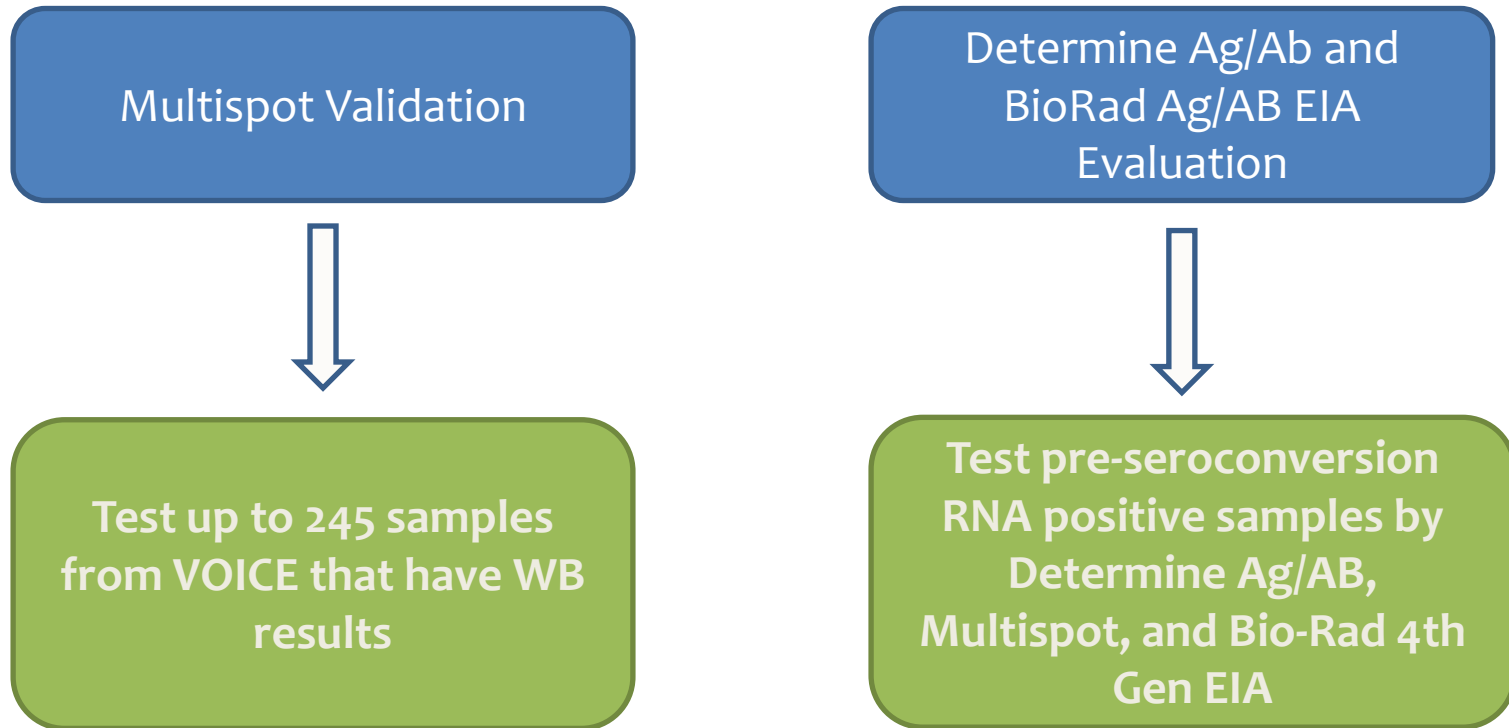 Multispot Validation
Determine Ag/Ab and
BioRad Ag/AB EIA
Evaluation
Test up to 245 samples
from VOICE that have WB
results
Test pre-seroconversion
RNA positive samples by
Determine Ag/AB,
Multispot, and Bio-Rad 4th
Gen EIA